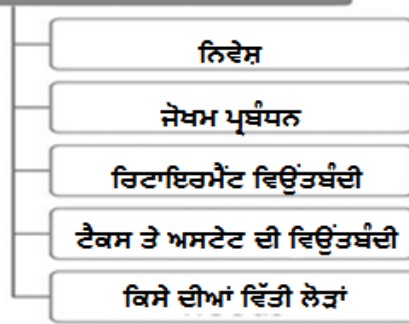 ਨਿਵੇਸ਼
ਜੋਖਮ ਪ੍ਰਬੰਧਨ
ਰਿਟਾਇਰਮੈਂਟ ਵਿਉਂਤਬੰਦੀ
ਟੈਕਸ ਤੇ ਅਸਟੇਟ ਦੀ ਵਿਉਂਤਬੰਦੀ
ਕਿਸੇ ਦੀਆਂ ਵਿੱਤੀ ਲੋੜਾਂ